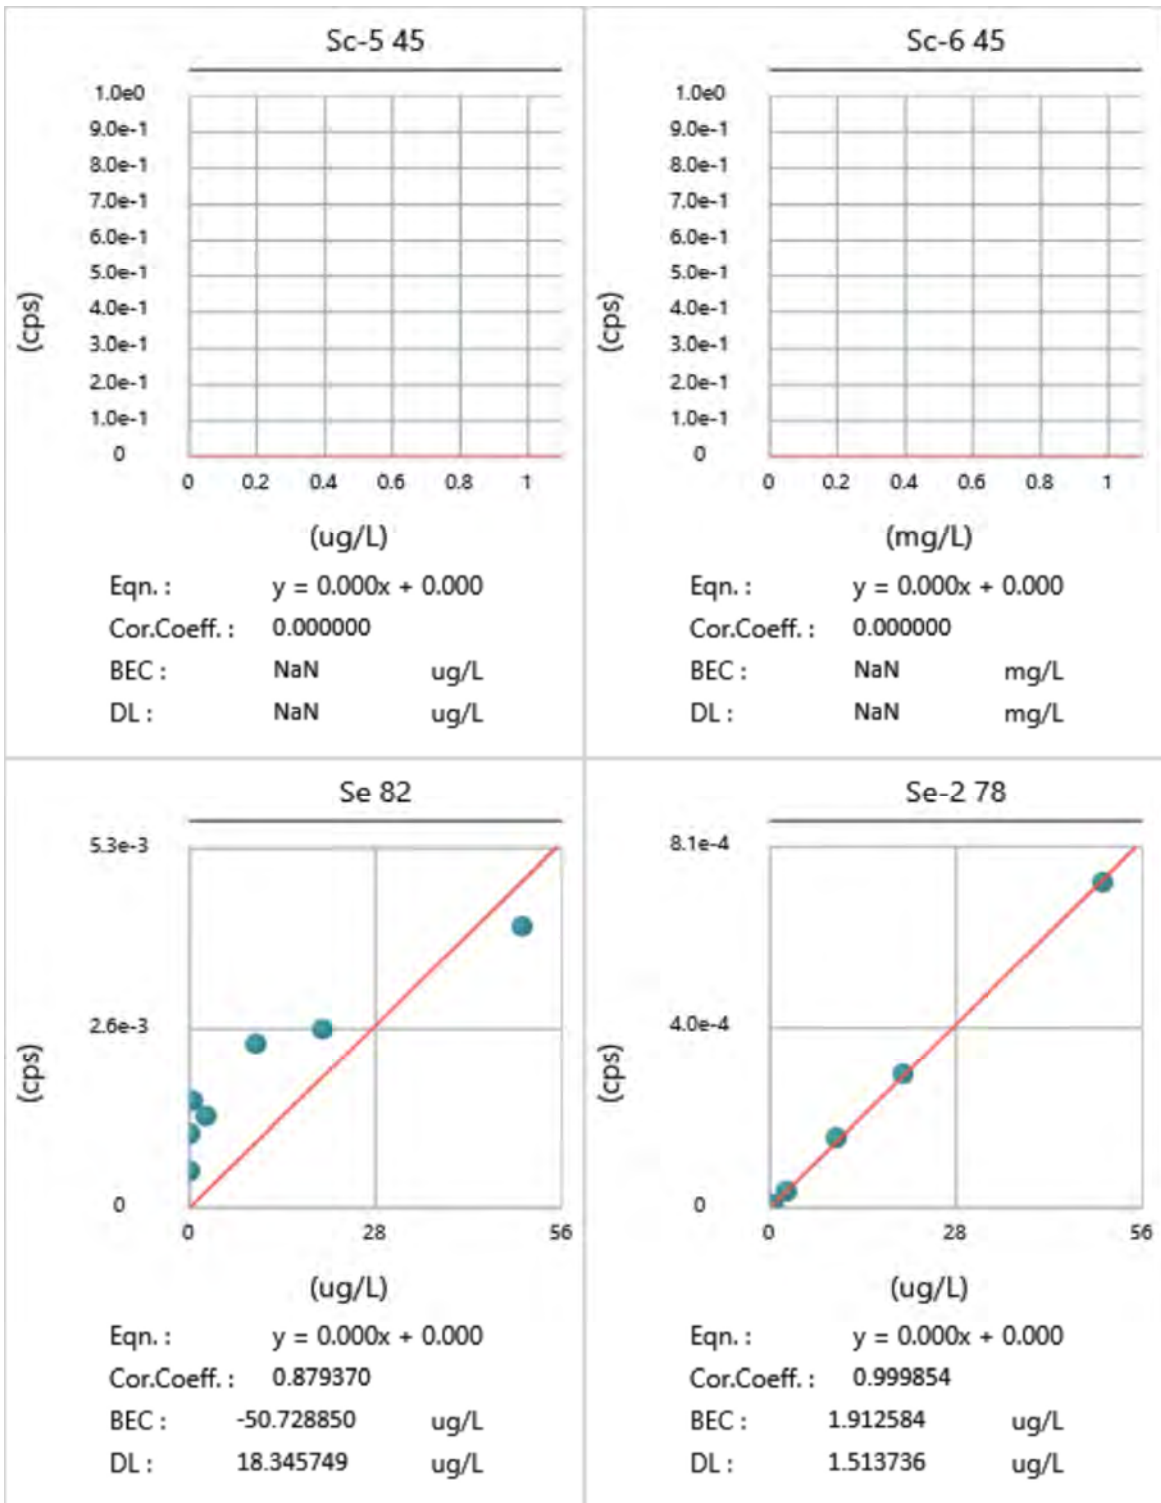 Sc-5 45
1.0e0
9.0e-1
8.0e-1
7.0e-1
6.0e-1
5.0e-1
4.0e-1
3.0e-1
2.0e-1
1.0e-1
0
(cps)
0 0.2 0.4 0.6 0.8 1
(ug/L)
Eqn. : y = 0.000x + 0.000
Cor.Coeff. : 0.000000
BEC : NaN ug/L
DL : NaN ug/L
Sc-6 45
1.0e0
9.0e-1
8.0e-1
7.0e-1
6.0e-1
5.0e-1
4.0e-1
3.0e-1
2.0e-1
1.0e-1
0
(cps)
0 0.2 0.4 0.6 0.8 1
(mg/L)
Eqn. : y = 0.000x + 0.000
Cor.Coeff. : 0.000000
BEC : NaN mg/L
DL : NaN mg/L
Se 82
5.3e-3
2.6e-3
0
(cps)
0 28 56
(ug/L)
Eqn. : y = 0.000x + 0.000
Cor.Coeff. : 0.879370
BEC : -50.728850 ug/L
DL : 18.345749 ug/L
Se-2 78
8.1e-4
4.0e-4
0
(cps)
0 28 56
(ug/L)
Eqn. : y = 0.000x + 0.000
Cor.Coeff. : 0.999854
BEC : 1.912584 ug/L
DL : 1.513736 ug/L